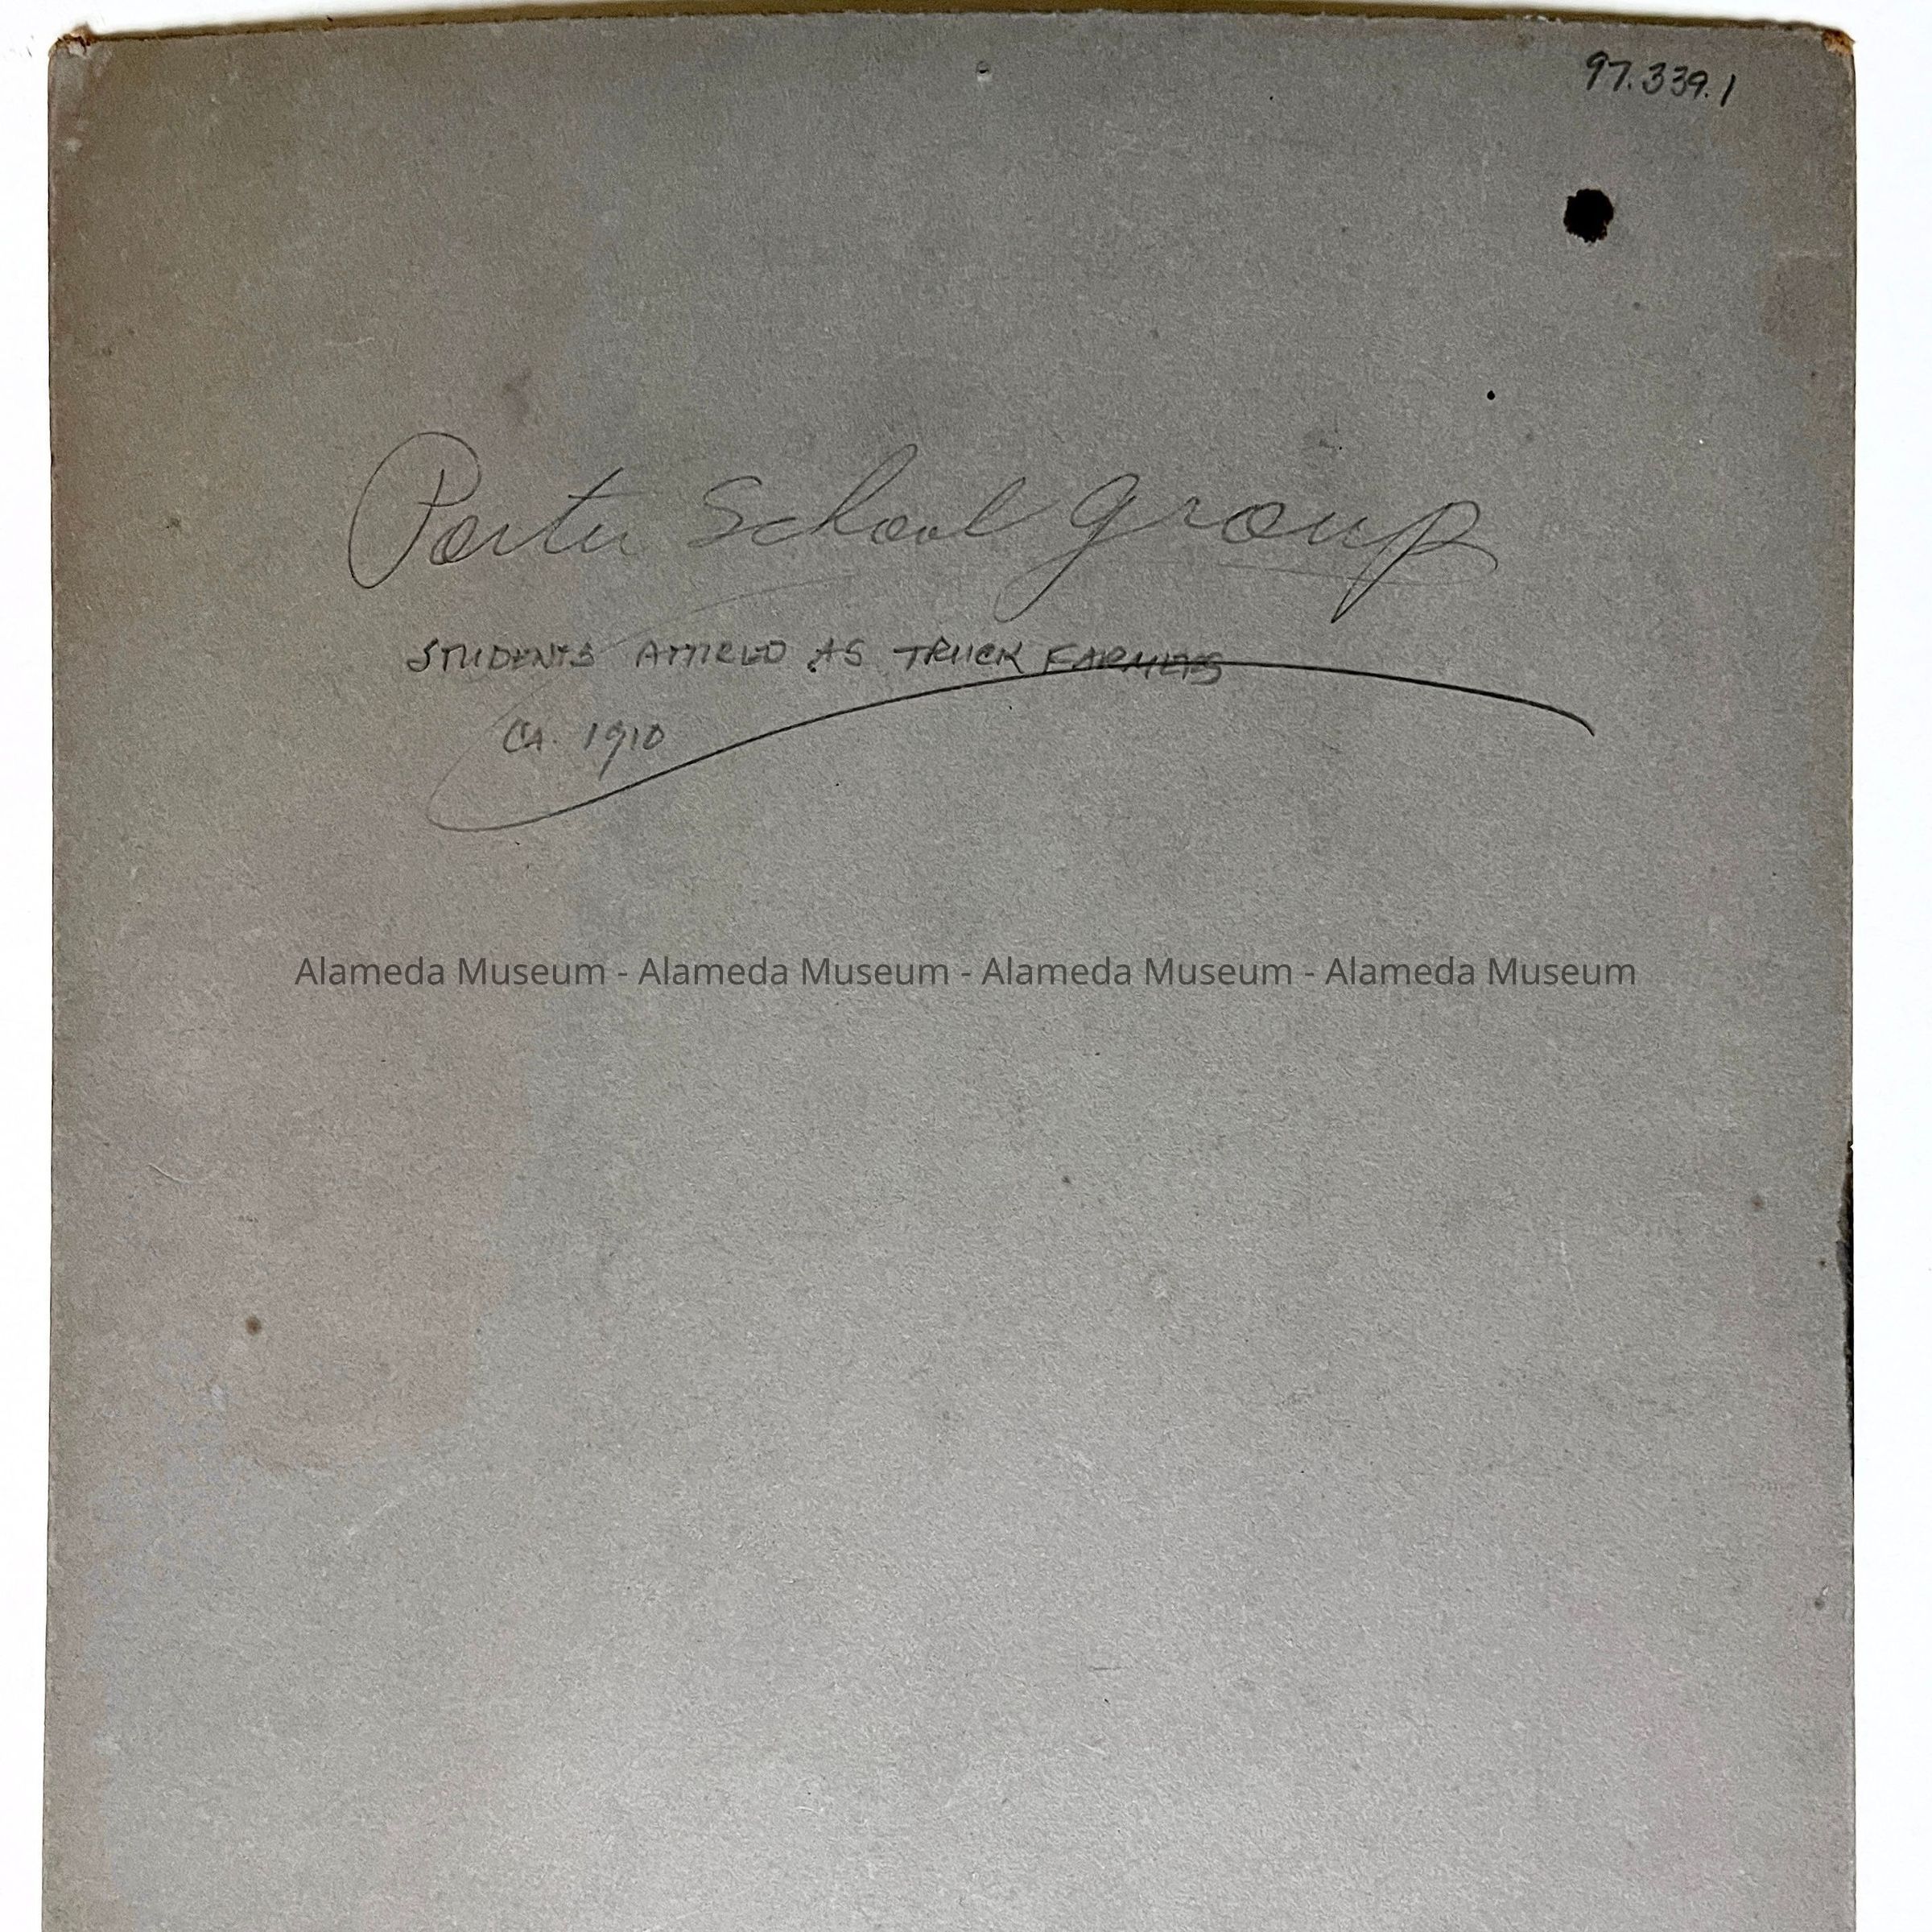 97.339.1
Porter School Group
STUDENTS ATTIRED AS TRUCK FARMERS
CA. 1910
Alameda Museum - Alameda Museum - Alameda Museum - Alameda Museum